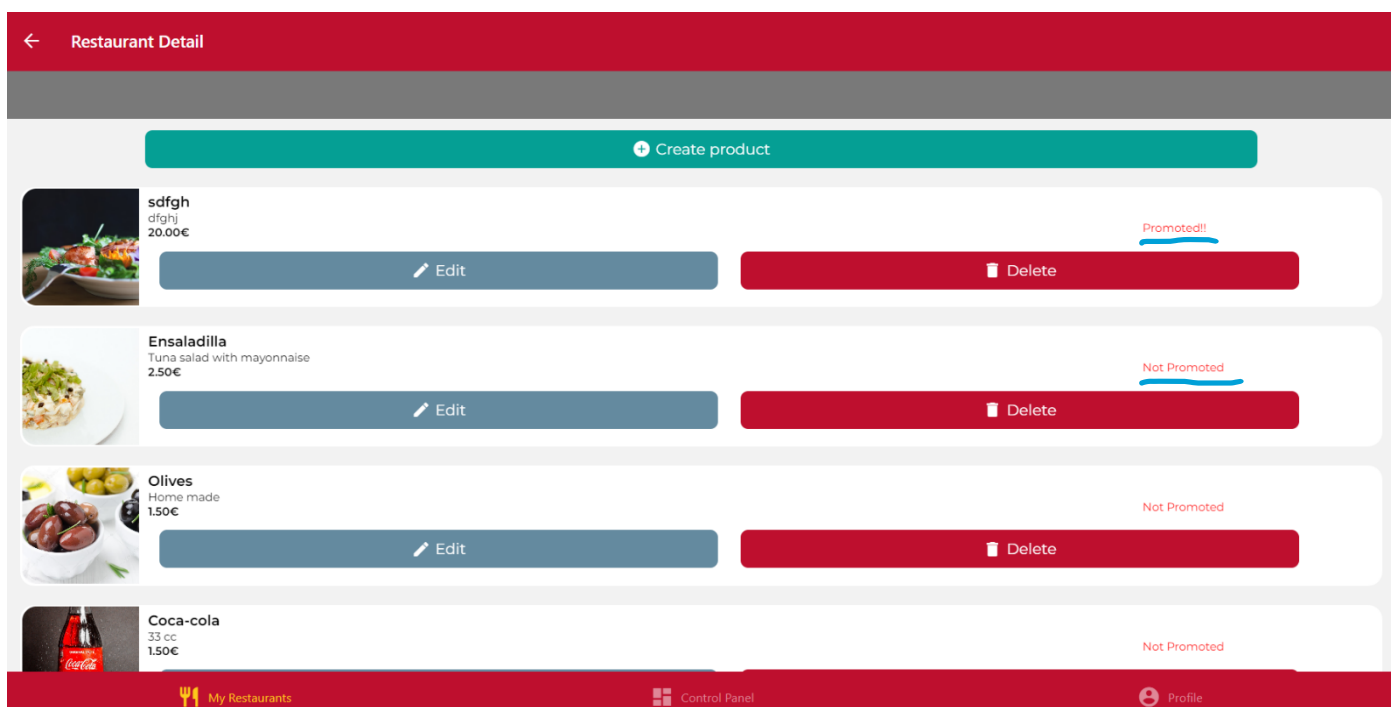 Restaurant Detail
Create product
sdfgh
dfghj
20.00€
Promoted!!
Edit
Delete
Ensaladilla
Tuna salad with mayonnaise
2.50€
Not Promoted
Edit
Delete
Olives
Home made
1.50€
Not Promoted
Edit
Delete
Coca-cola
33 cc
1.50€
Not Promoted
Coca-Cola
My Restaurants
Control Panel
Profile